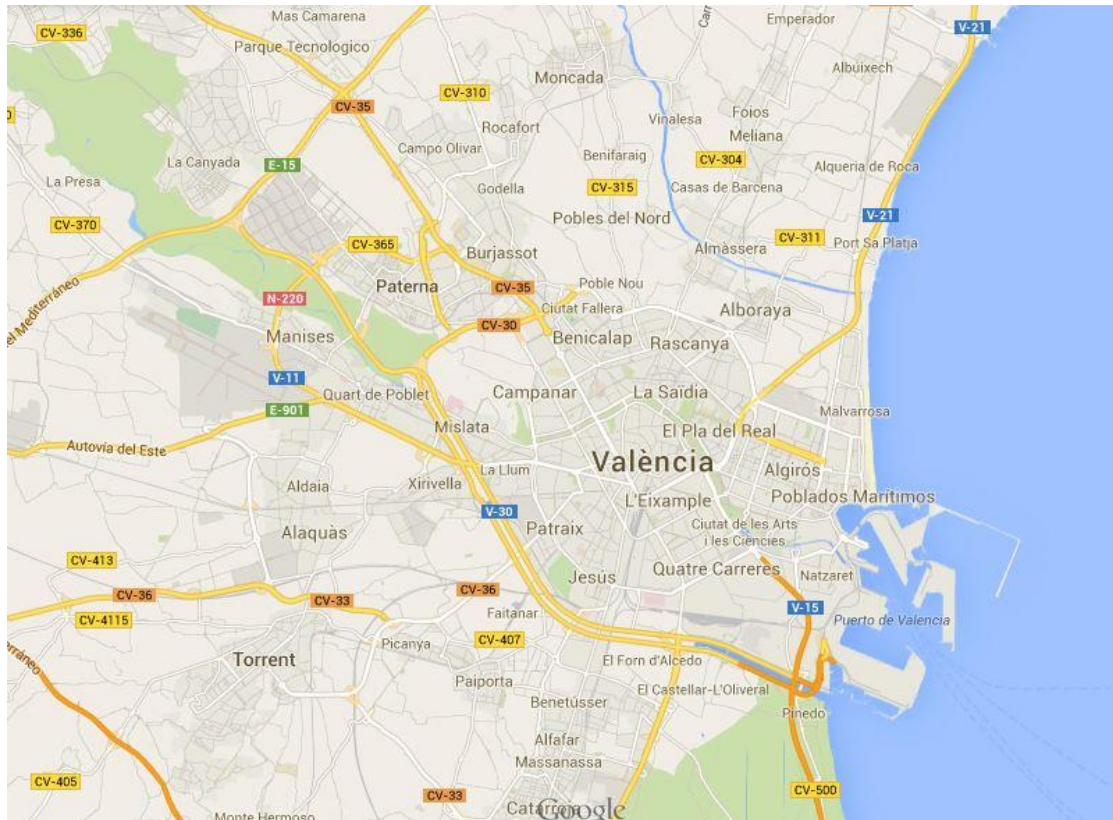 Mas Camarena
Emperador
V-21
CV-336
Parque Tecnologico
Moncada
Albuixech
CV-310
CV-35
Foios
Vinalesa
Rocafort
Meliana
Campo Olivar
Benifaraig
CV-304
La Canyada
E-15
Alqueria de Roca
La Presa
Godella
CV-315
Casas de Barcena
Pobles del Nord
V-21
CV-370
CV-365
CV-311
Port Sa Platja
Burjassot
Almàssera
Paterna
CV-35
Poble Nou
N-220
Ciutat Fallera
Alboraya
el Mediterráneo
CV-30
Manises
Benicalap
Rascanya
V-11
Quart de Poblet
Campanar
La Saïdia
E-901
Malvarrosa
Mislata
El Pla del Real
Autovía del Este
València
La Llum
Algirós
Xirivella
Aldaia
L'Eixample
Poblados Marítimos
V-30
Alaquàs
Patraix
Ciutat de les Arts
i les Ciències
CV-413
Quatre Carreres
Jesús
Natzaret
CV-36
CV-36
CV-33
V-15
Faitanar
CV-4115
Puerto de Valencia
Picanya
CV-407
Torrent
El Forn d'Alcedo
Paiporta
El Castellar-L'Oliveral
Benetússer
Pinedo
Alfafar
Massanassa
CV-405
CV-500
CV-33
Catarroja
Google
Monte Hermoso